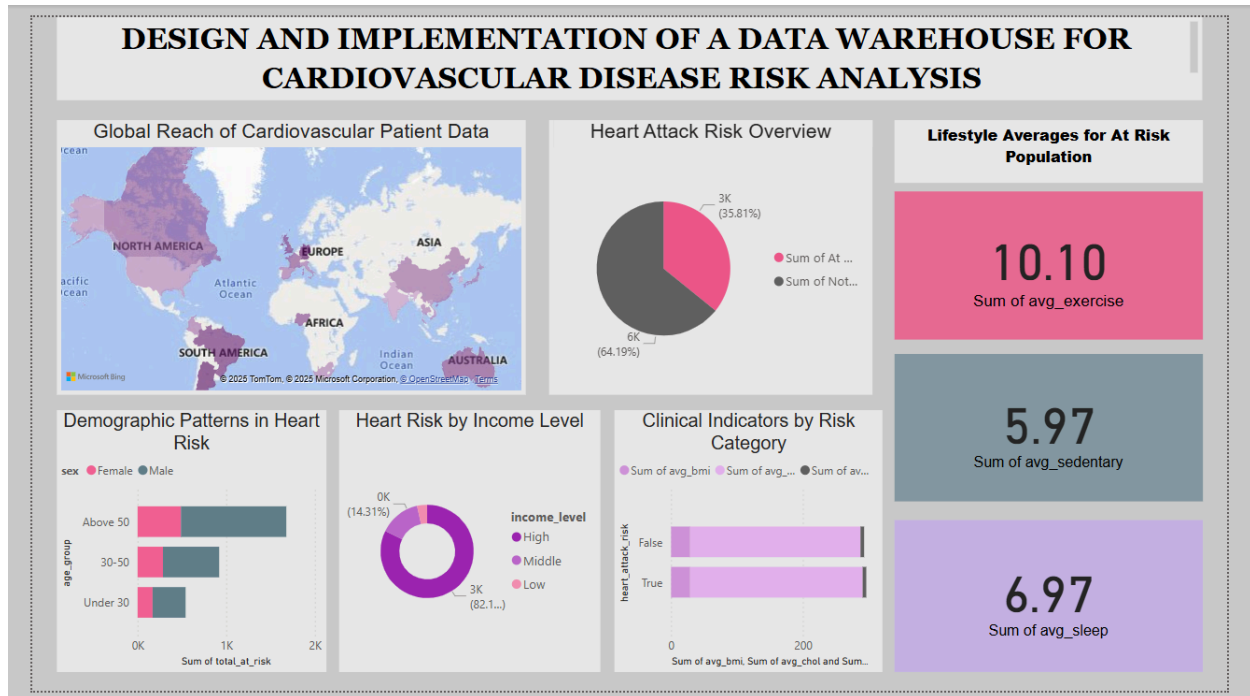 DESIGN AND IMPLEMENTATION OF A DATA WAREHOUSE FOR
CARDIOVASCULAR DISEASE RISK ANALYSIS
Global Reach of Cardiovascular Patient Data
cean
NORTH AMERICA
EUROPE
ASIA
acific
cean
Atlantic
Ocean
AFRICA
SOUTH AMERICA
Indian
Ocean
AUSTRALIA
Microsoft Bing
© 2025 TomTom, © 2025 Microsoft Corporation, © OpenStreetMap Terms
Heart Attack Risk Overview
3K
(35.81%)
Sum of At ...
Sum of Not...
6K
(64.19%)
Lifestyle Averages for At Risk
Population
10.10
Sum of avg_exercise
5.97
Sum of avg_sedentary
6.97
Sum of avg_sleep
Demographic Patterns in Heart
Risk
sex Female Male
age_group
Above 50
30-50
Under 30
0K 1K 2K
Sum of total_at_risk
Heart Risk by Income Level
0K
(14.31%)
3K
(82.1...)
income_level
High
Middle
Low
Clinical Indicators by Risk
Category
Sum of avg_bmi Sum of avg_... Sum of av...
heart_attack_risk
False
True
0 200
Sum of avg_bmi, Sum of avg_chol and Sum...